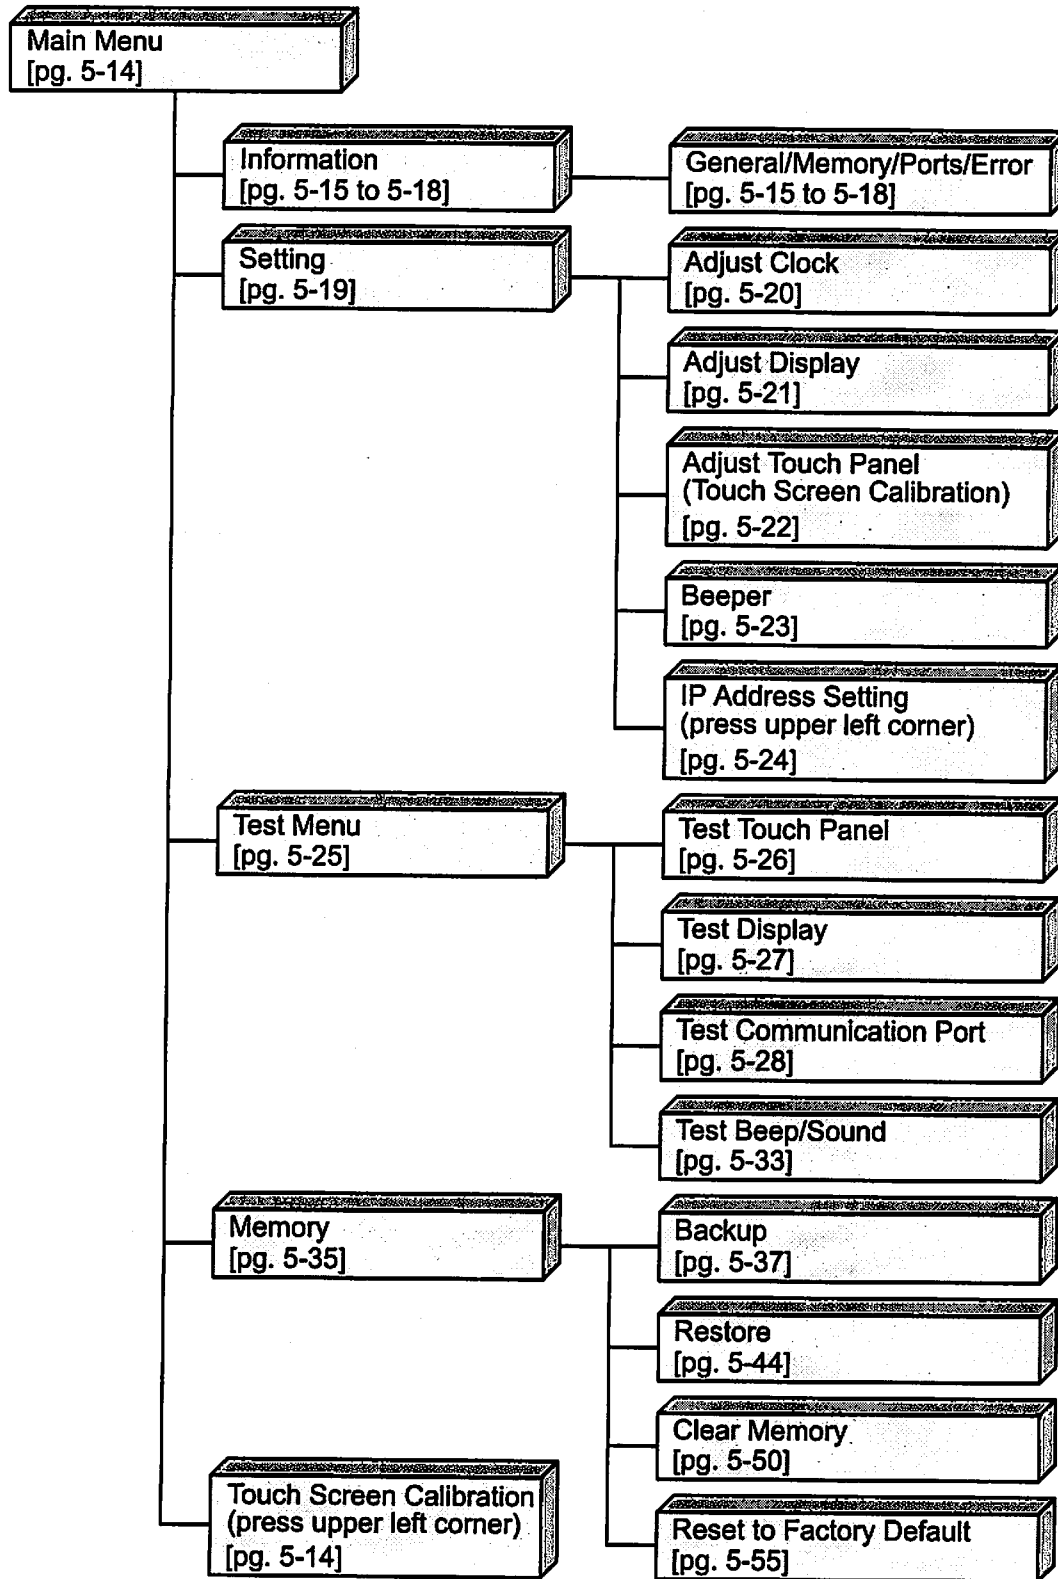 Main Menu
[pg. 5-14]
Information
[pg. 5-15 to 5-18]
General/Memory/Ports/Error
[pg. 5-15 to 5-18]
Setting
[pg. 5-19]
Adjust Clock
[pg. 5-20]
Adjust Display
[pg. 5-21]
Adjust Touch Panel
(Touch Screen Calibration)
[pg. 5-22]
Beeper
[pg. 5-23]
IP Address Setting
(press upper left corner)
[pg. 5-24]
Test Menu
[pg. 5-25]
Test Touch Panel
[pg. 5-26]
Test Display
[pg. 5-27]
Test Communication Port
[pg. 5-28]
Test Beep/Sound
[pg. 5-33]
Memory
[pg. 5-35]
Backup
[pg. 5-37]
Restore
[pg. 5-44]
Clear Memory
[pg. 5-50]
Reset to Factory Default
[pg. 5-55]
Touch Screen Calibration
(press upper left corner)
[pg. 5-14]